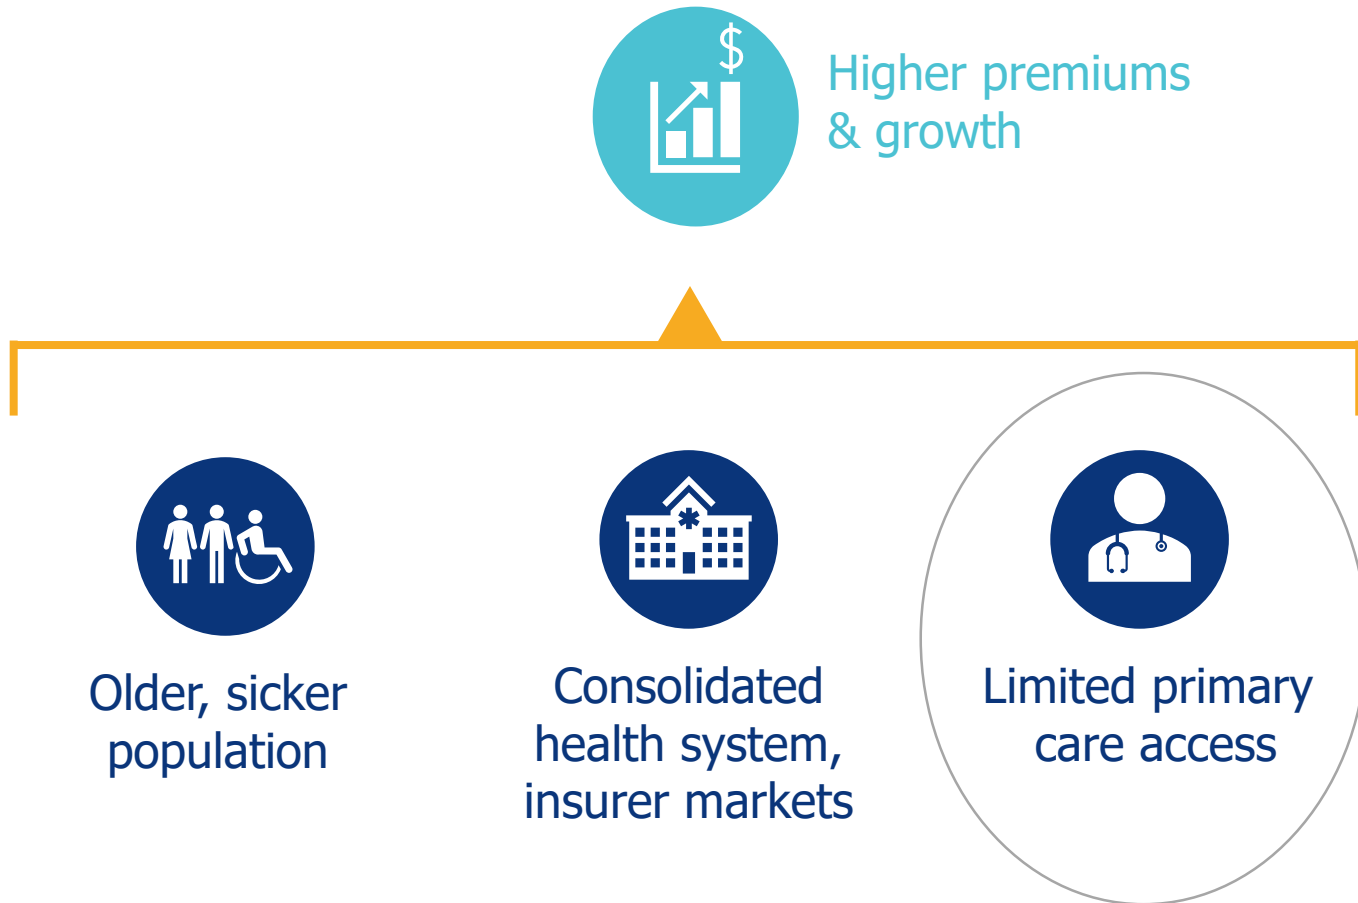 $
Higher premiums
& growth
Older, sicker
population
Consolidated
health system,
insurer markets
Limited primary
care access